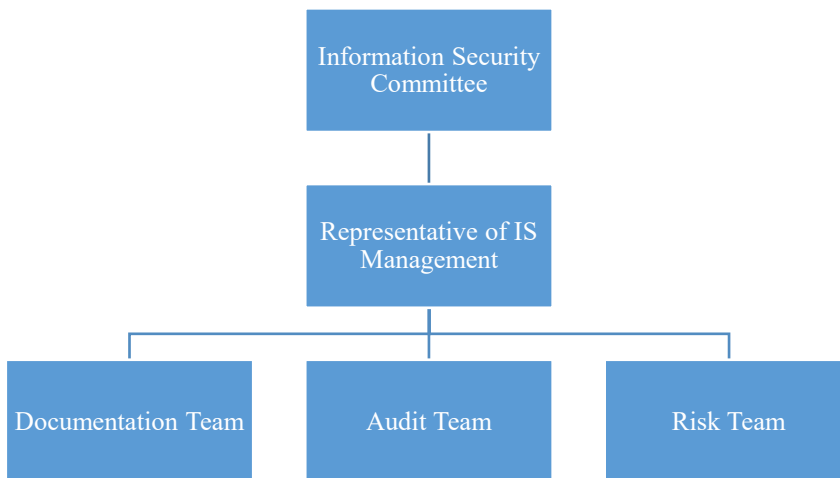 Information Security
Committee
Representative of IS
Management
Documentation Team
Audit Team
Risk Team